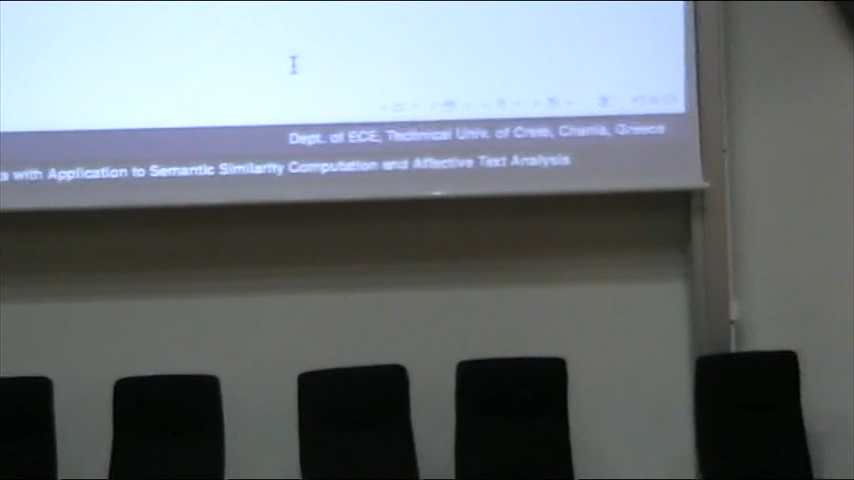 Dept. of ECE, Technical Univ. of Crete, Chania, Greece
with Application to Semantic Similarity Computation and Affective Text Analysis